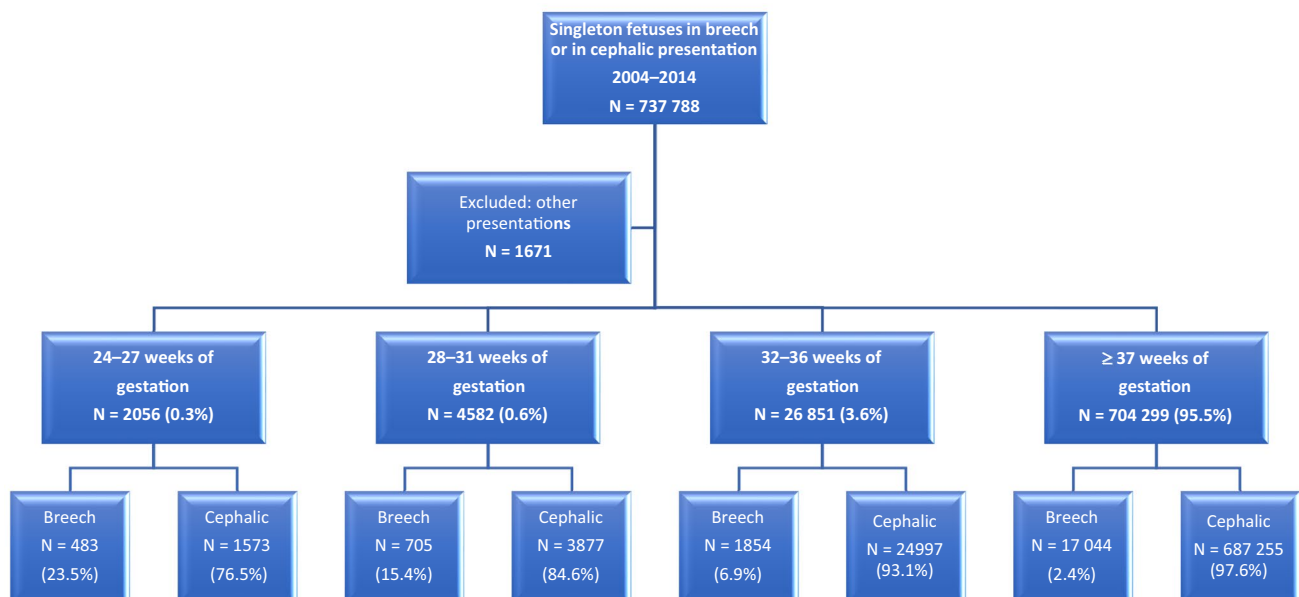 Singleton fetuses in breech
or in cephalic presentation
2004–2014
N = 737 788
Excluded: other
presentations
N = 1671
24–27 weeks of
gestation
N = 2056 (0.3%)
28–31 weeks of
gestation
N = 4582 (0.6%)
32–36 weeks of
gestation
N = 26 851 (3.6%)
≥ 37 weeks of
gestation
N = 704 299 (95.5%)
Breech
N = 483
(23.5%)
Cephalic
N = 1573
(76.5%)
Breech
N = 705
(15.4%)
Cephalic
N = 3877
(84.6%)
Breech
N = 1854
(6.9%)
Cephalic
N = 24997
(93.1%)
Breech
N = 17 044
(2.4%)
Cephalic
N = 687 255
(97.6%)